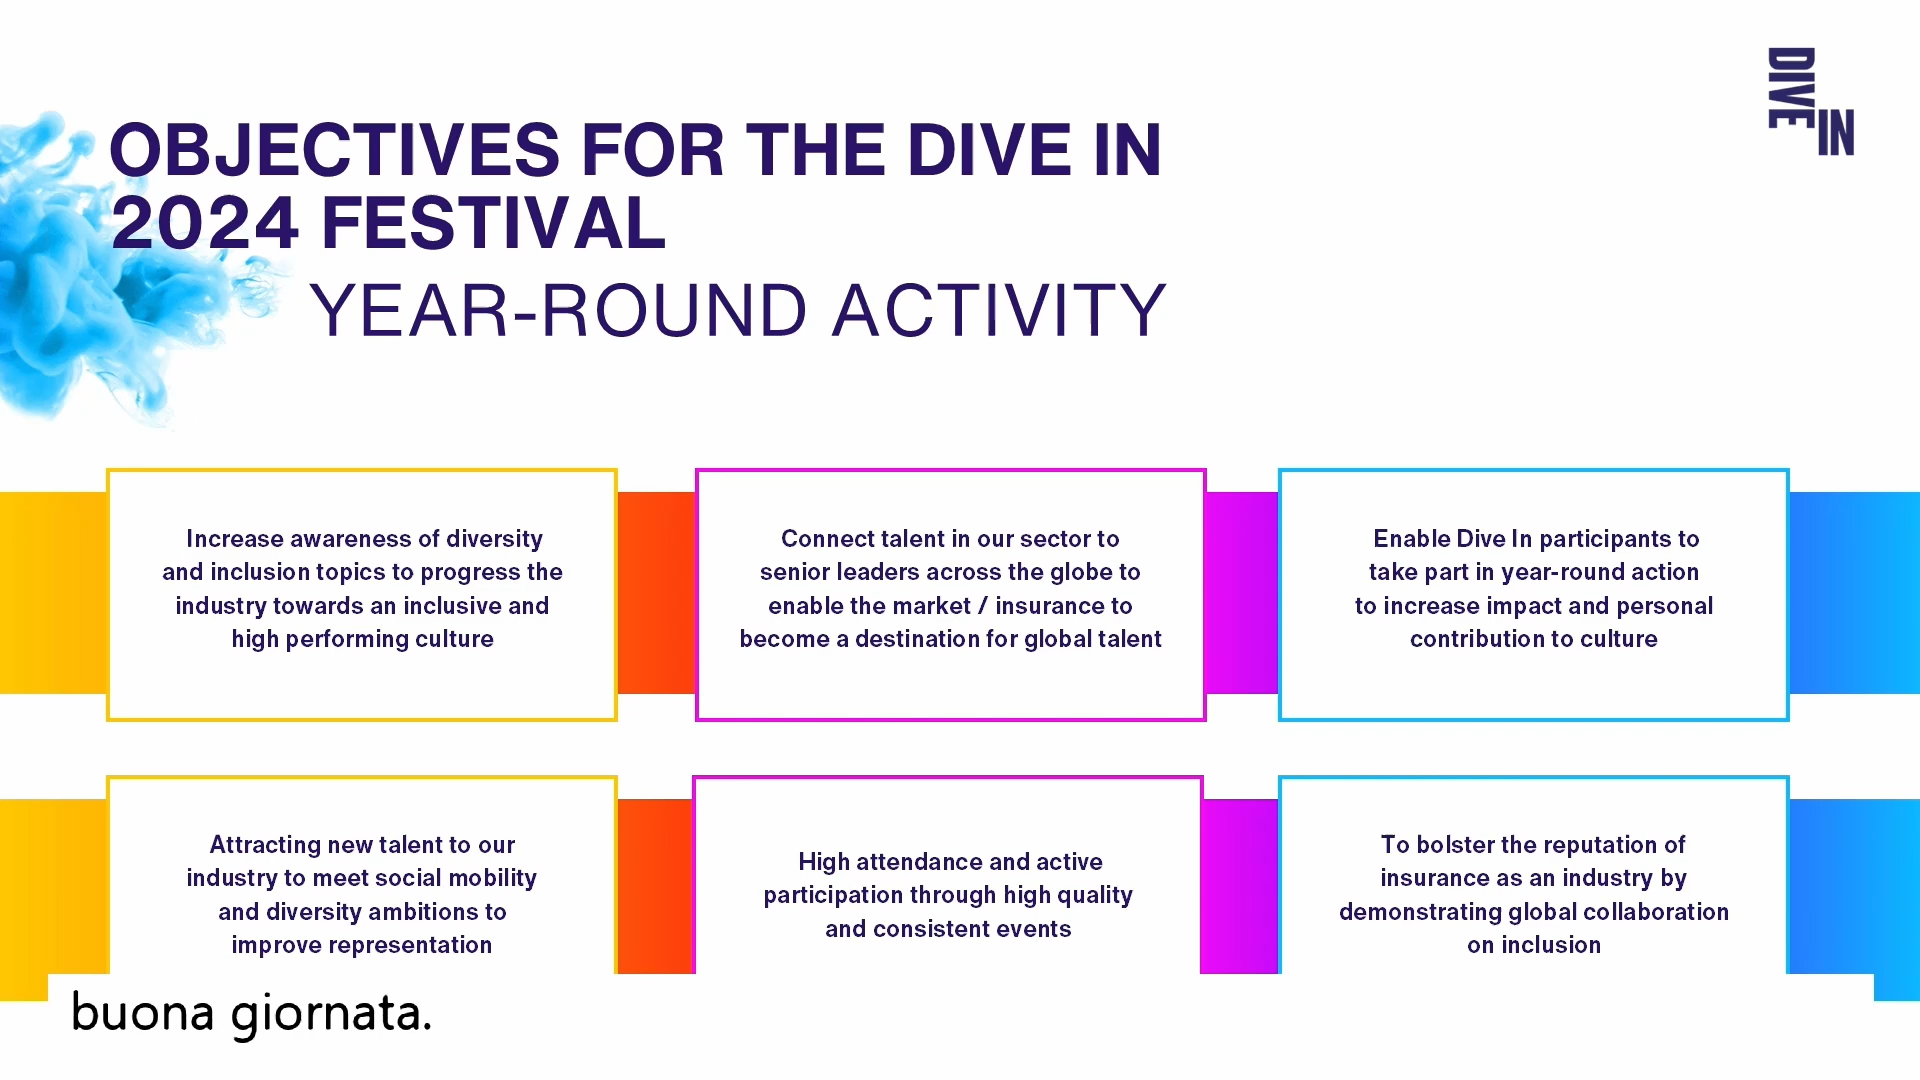 DIVE
IN
OBJECTIVES FOR THE DIVE IN
2024 FESTIVAL
YEAR-ROUND ACTIVITY
Increase awareness of diversity
and inclusion topics to progress the
industry towards an inclusive and
high performing culture
Connect talent in our sector to
senior leaders across the globe to
enable the market / insurance to
become a destination for global talent
Enable Dive In participants to
take part in year-round action
to increase impact and personal
contribution to culture
Attracting new talent to our
industry to meet social mobility
and diversity ambitions to
improve representation
High attendance and active
participation through high quality
and consistent events
To bolster the reputation of
insurance as an industry by
demonstrating global collaboration
on inclusion
buona giornata.